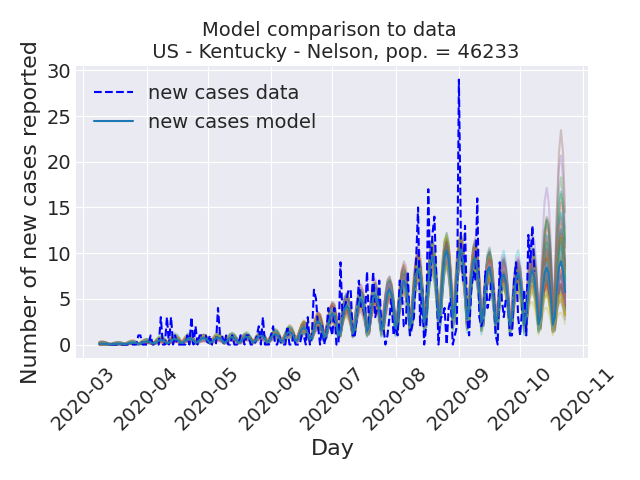 Model comparison to data
US - Kentucky - Nelson, pop. = 46233
Number of new cases reported
30
25
20
15
10
5
0
new cases data
new cases model
2020-03
2020-04
2020-05
2020-06
2020-07
2020-08
2020-09
2020-10
2020-11
Day